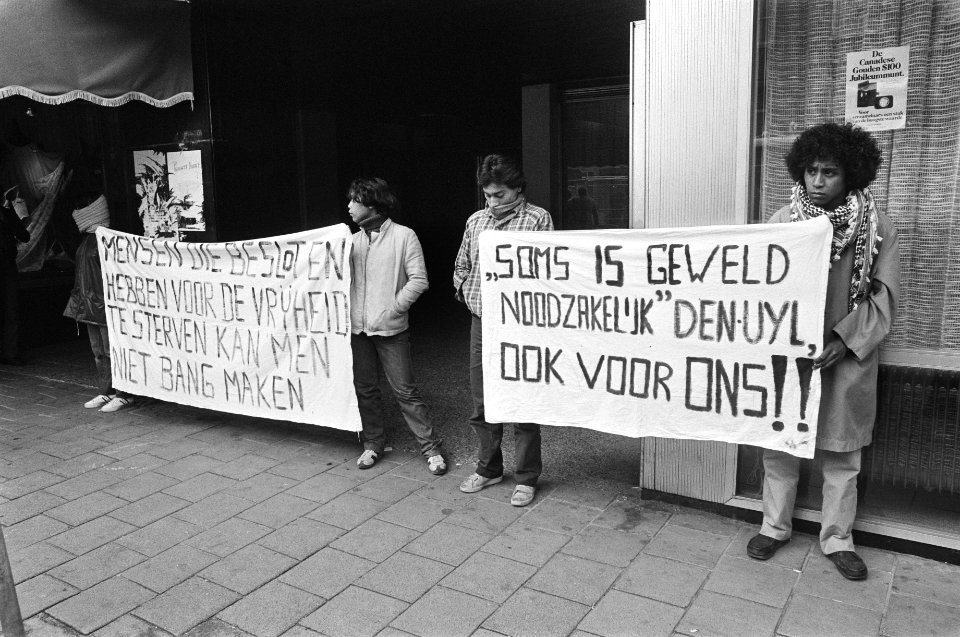 MENSEN DIE BESLOTEN
HEBBEN VOOR DE VRIJHEID
TE STERVEN KAN MEN
NIET BANG MAKEN
„SOMS IS GEWELD
NOODZAKELIJK” DEN-UYL,
OOK VOOR ONS!!
De
Canadese
Gouden $100
Jubileummunt.
Voor